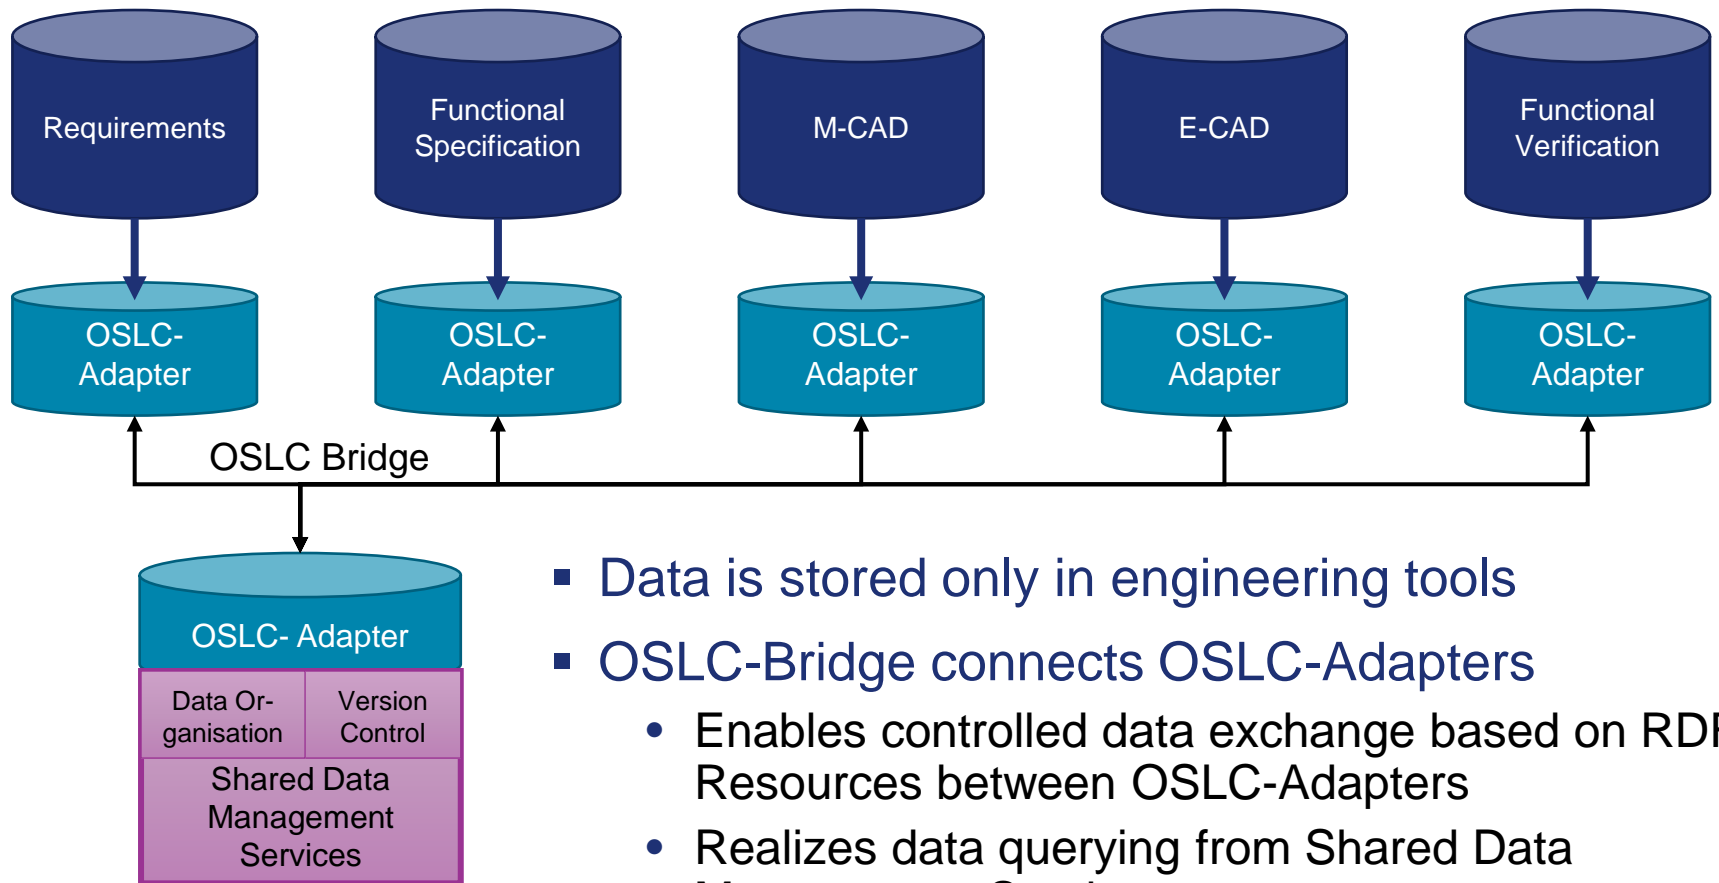 Requirements
Functional
Specification
M-CAD
E-CAD
Functional
Verification
OSLC-
Adapter
OSLC-
Adapter
OSLC-
Adapter
OSLC-
Adapter
OSLC-
Adapter
OSLC Bridge
OSLC- Adapter
Data Or-
ganisation
Version
Control
Shared Data
Management
Services
▪ Data is stored only in engineering tools
▪ OSLC-Bridge connects OSLC-Adapters
• Enables controlled data exchange based on RDF
Resources between OSLC-Adapters
• Realizes data querying from Shared Data